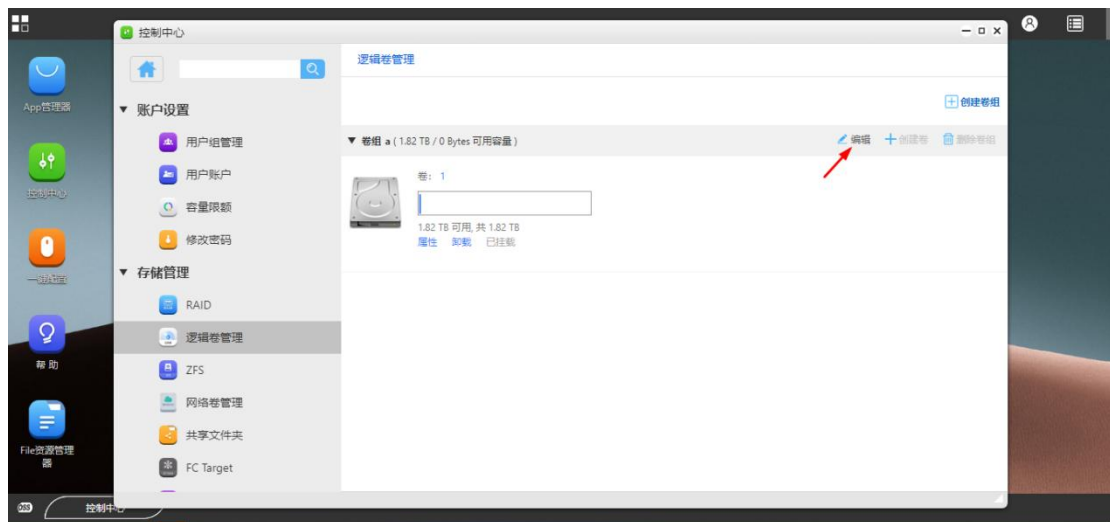 控制中心
App管理器
控制中心
一键配置
帮 助
File资源管理
器
账户设置
用户组管理
用户账户
容量限额
修改密码
存储管理
RAID
逻辑卷管理
ZFS
网络卷管理
共享文件夹
FC Target
逻辑卷管理
创建卷组
卷组 a ( 1.82 TB / 0 Bytes 可用容量 )
编辑 创建卷 删除卷组
卷: 1
1.82 TB 可用, 共 1.82 TB
属性 卸载 已挂载
控制中心